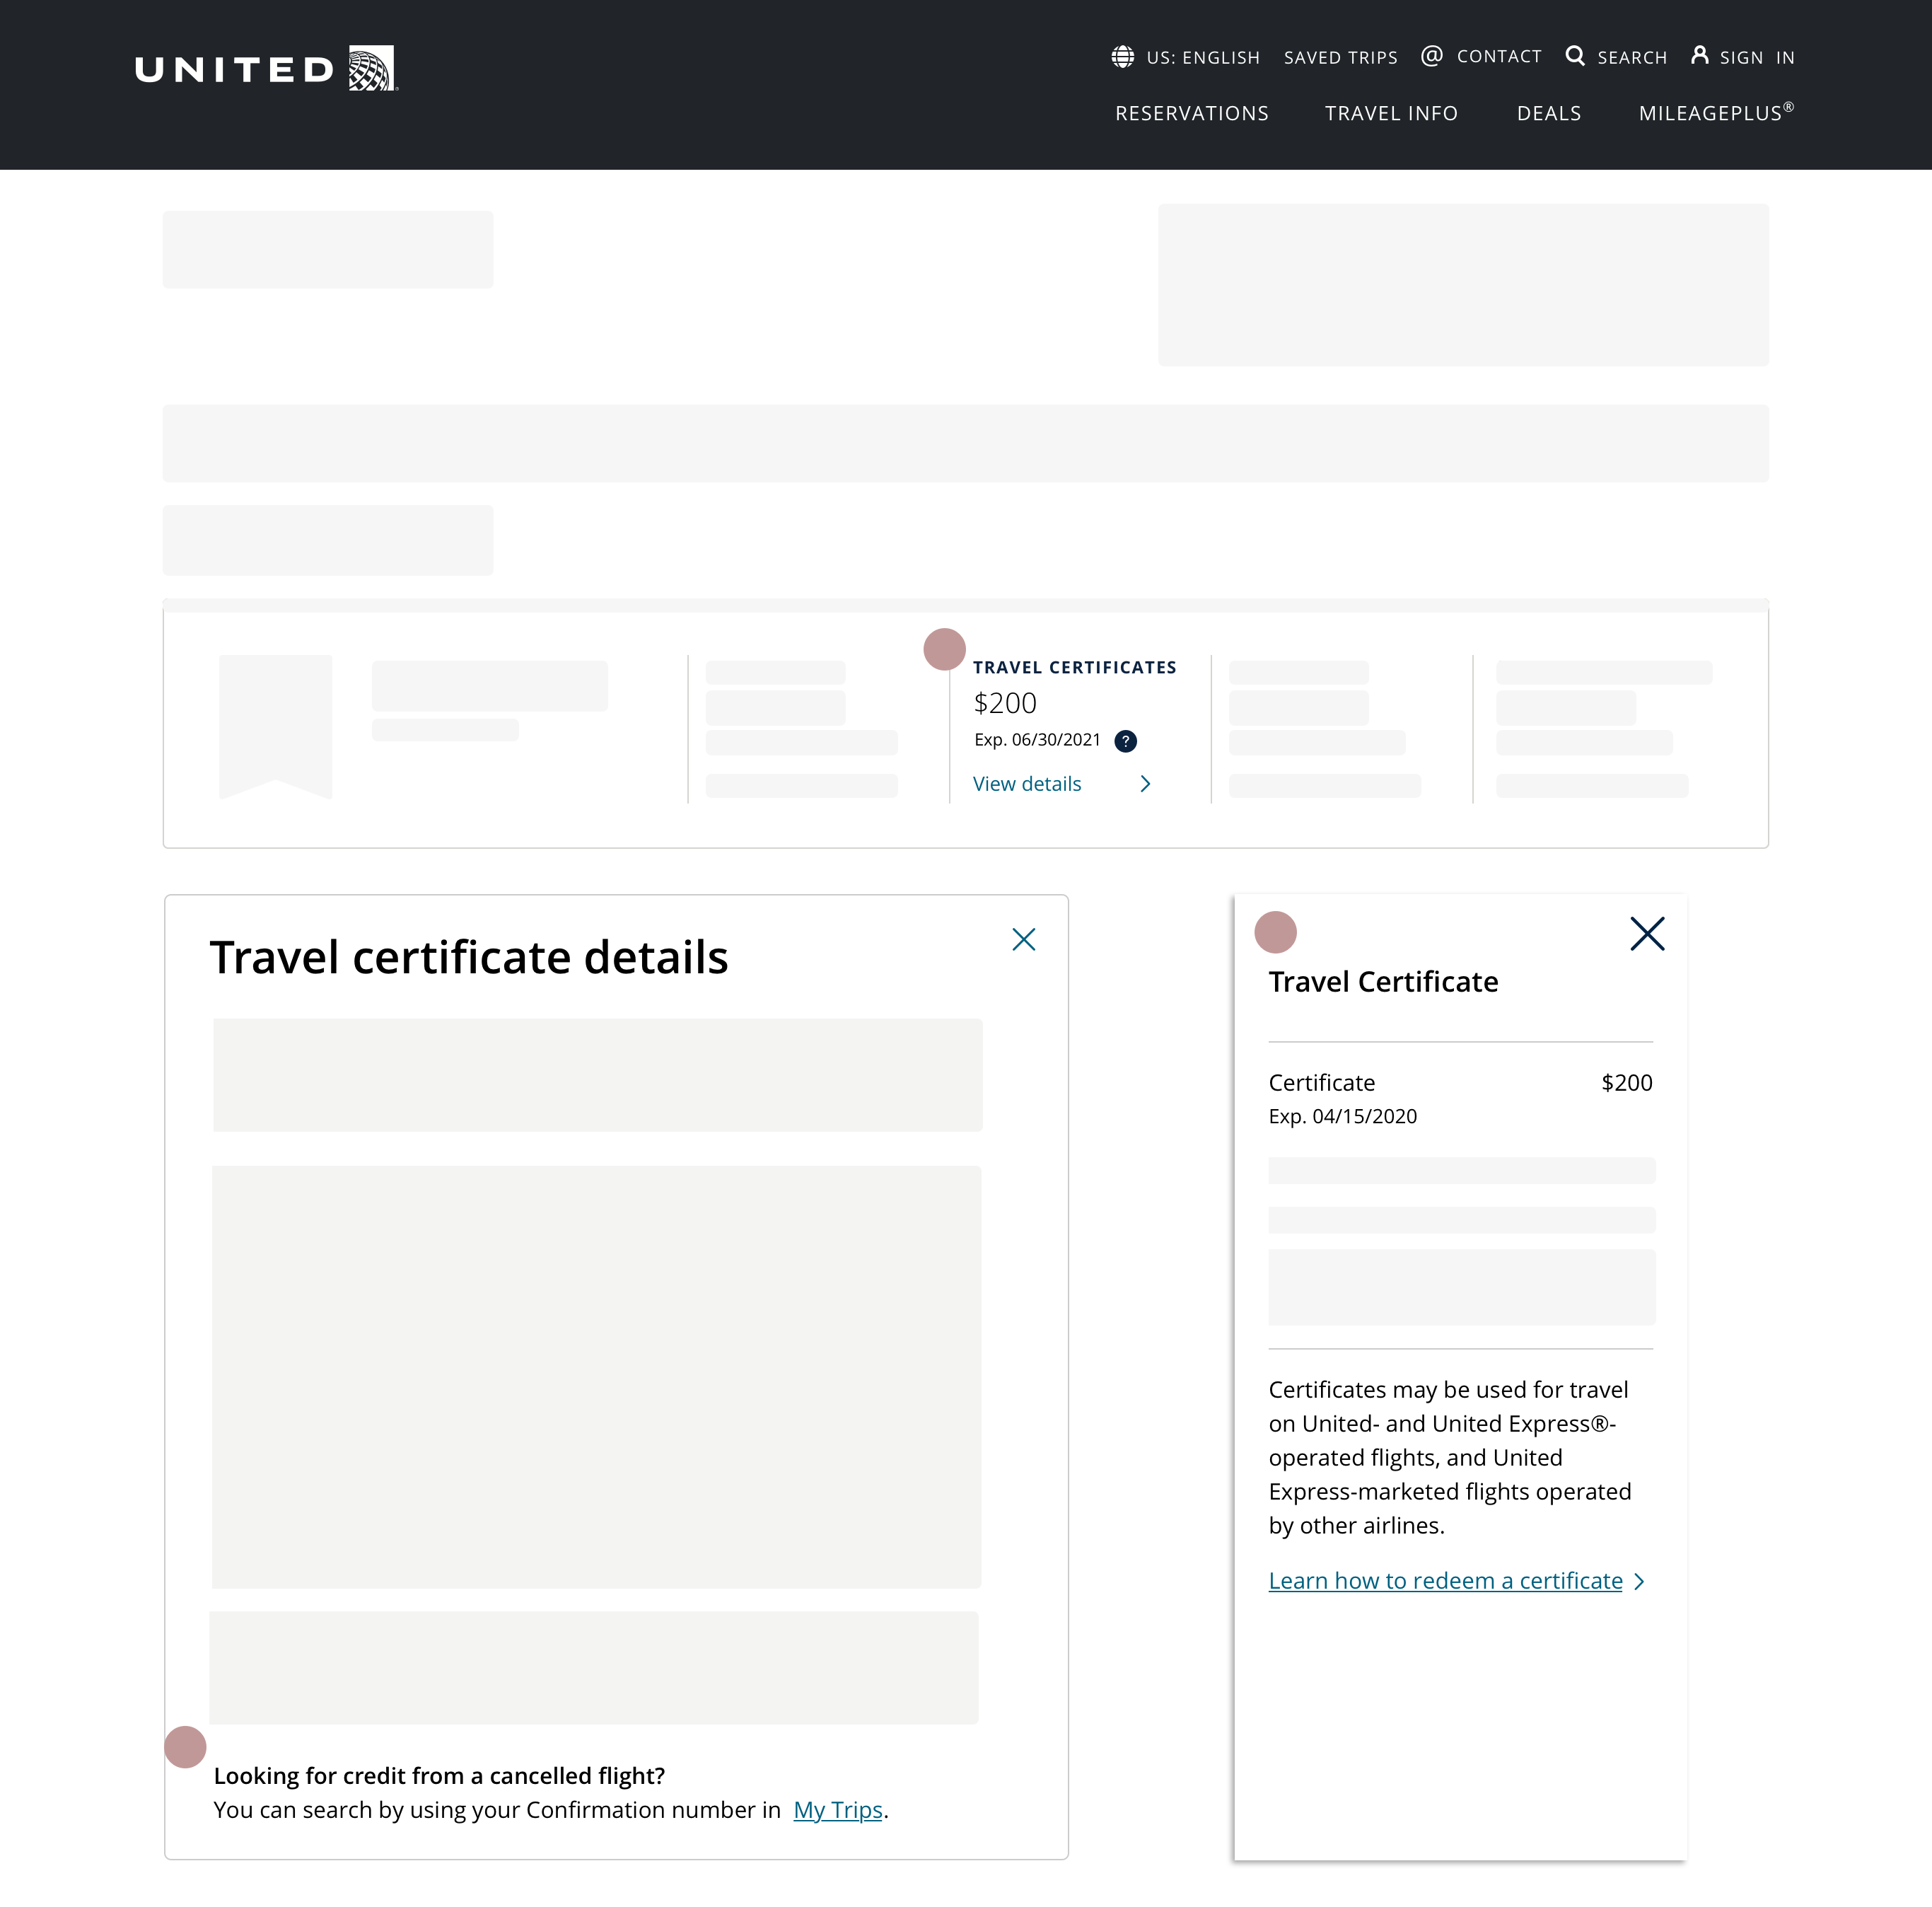 UNITED
US: ENGLISH SAVED TRIPS @ CONTACT SEARCH SIGN IN
RESERVATIONS TRAVEL INFO DEALS MILEAGEPLUS®
TRAVEL CERTIFICATES
$200
Exp. 06/30/2021 ?
View details
Travel certificate details
Looking for credit from a cancelled flight?
You can search by using your Confirmation number in My Trips.
Travel Certificate
Certificate $200
Exp. 04/15/2020
Certificates may be used for travel
on United- and United Express®-
operated flights, and United
Express-marketed flights operated
by other airlines.
Learn how to redeem a certificate